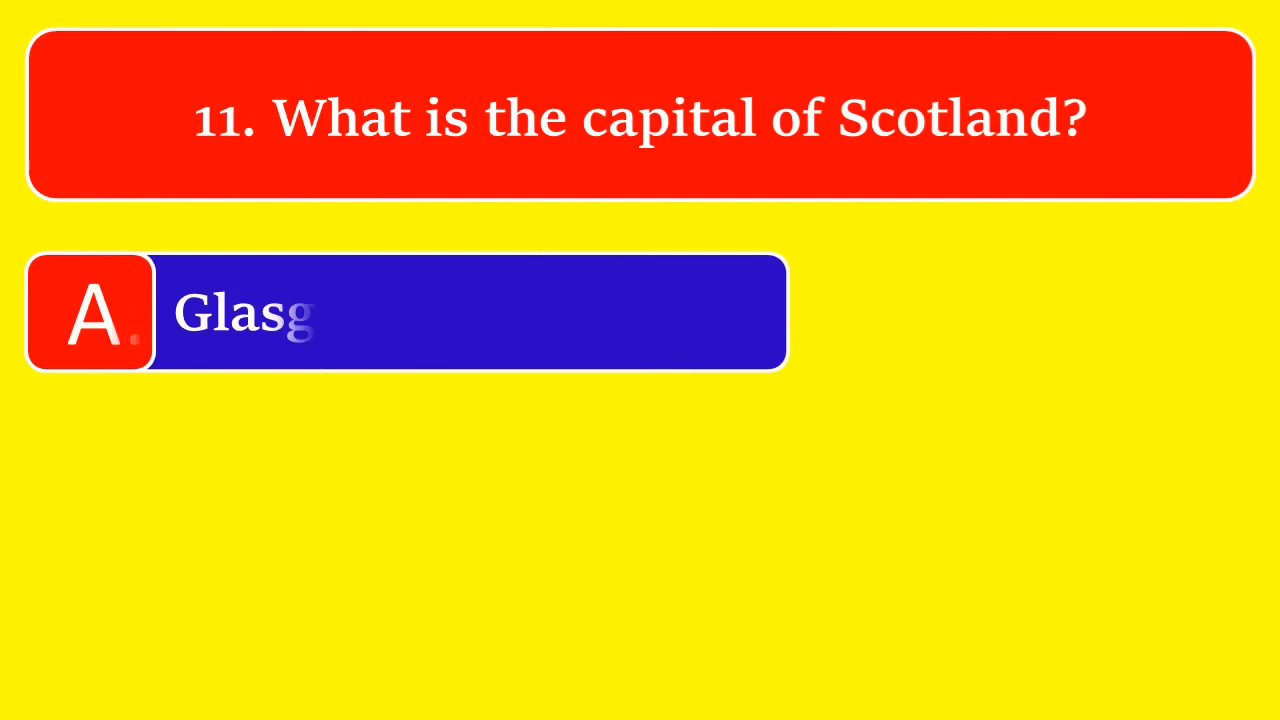 11. What is the capital of Scotland?
A. Glasg